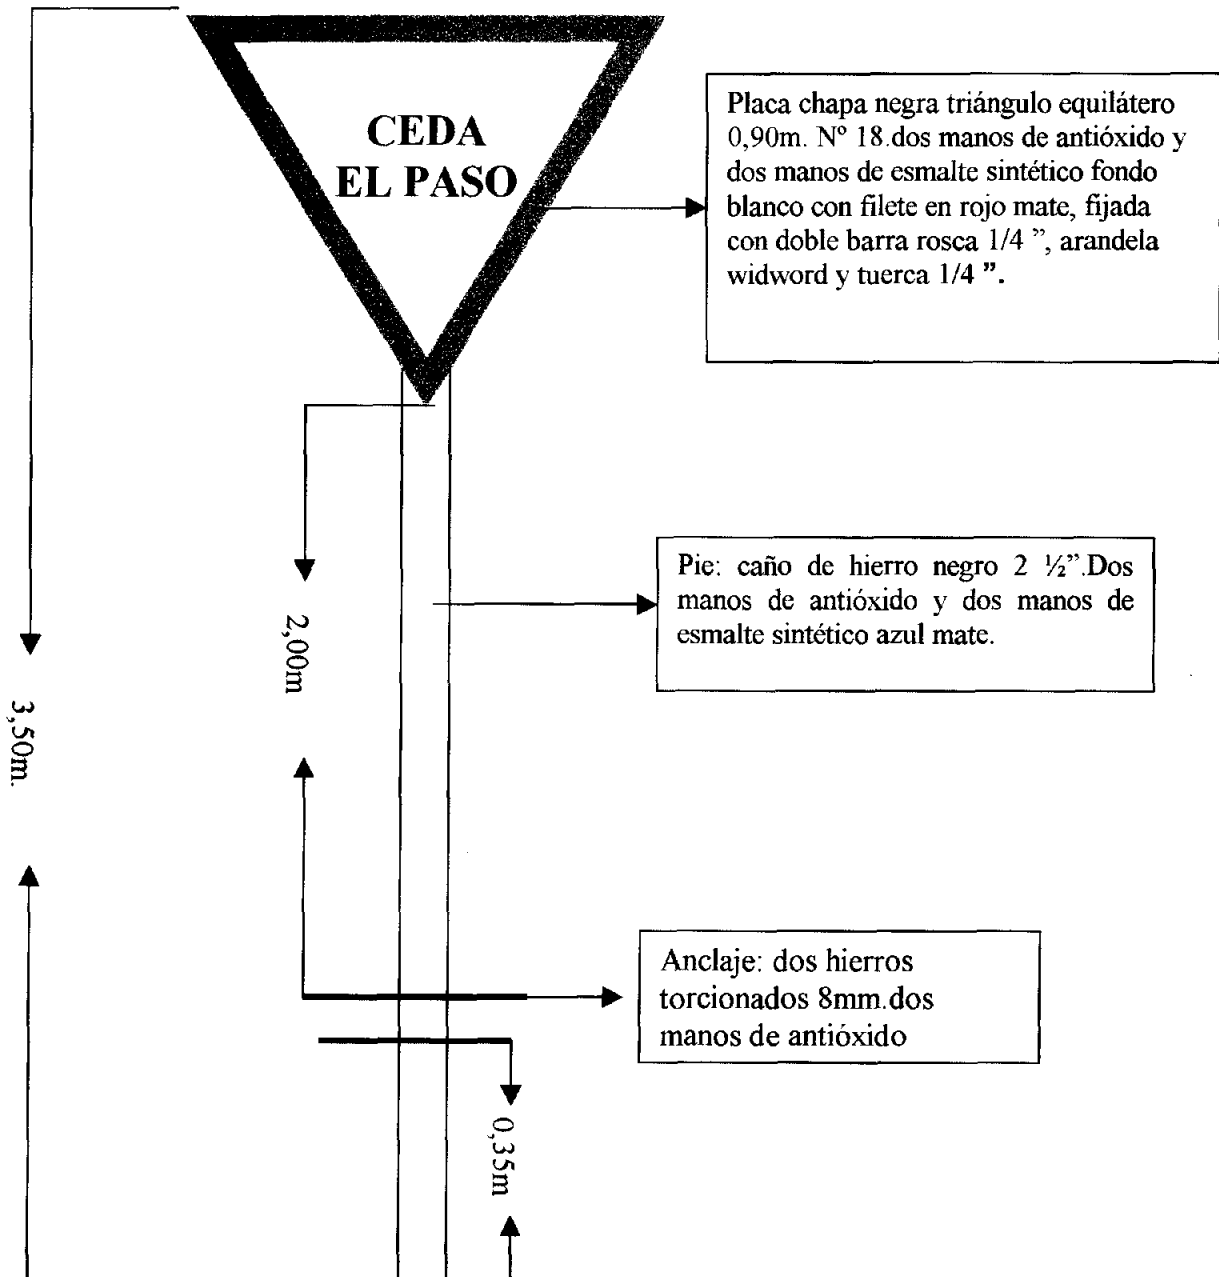 CEDA
EL PASO
Placa chapa negra triángulo equilátero
0,90m. Nº 18.dos manos de antióxido y
dos manos de esmalte sintético fondo
blanco con filete en rojo mate, fijada
con doble barra rosca 1/4 ”, arandela
widword y tuerca 1/4 ”.
Pie: caño de hierro negro 2 ½”.Dos
manos de antióxido y dos manos de
esmalte sintético azul mate.
2,00m
3,50m.
Anclaje: dos hierros
torcionados 8mm.dos
manos de antióxido
0,35m